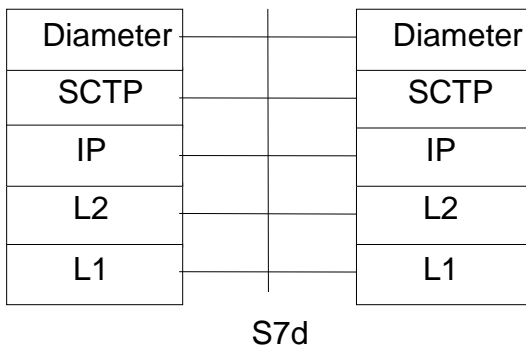 Diameter Diameter
SCTP SCTP
IP IP
L2 L2
L1 L1
S7d